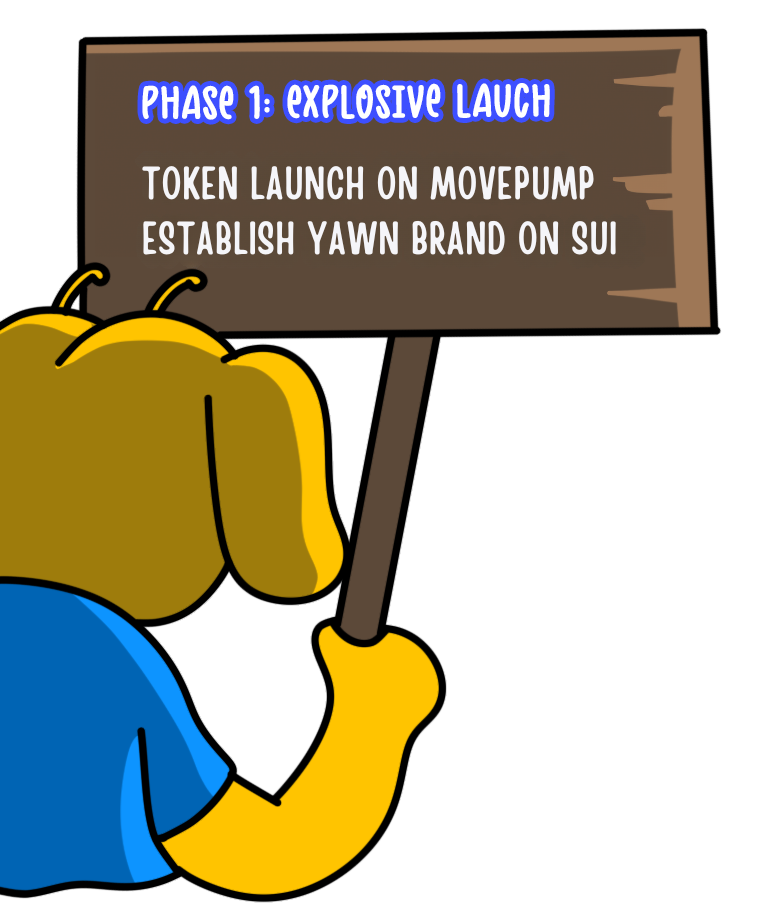 PHASE 1: EXPLOSIVE LAUCH
TOKEN LAUNCH ON MOVEPUMP
ESTABLISH YAWN BRAND ON SUI